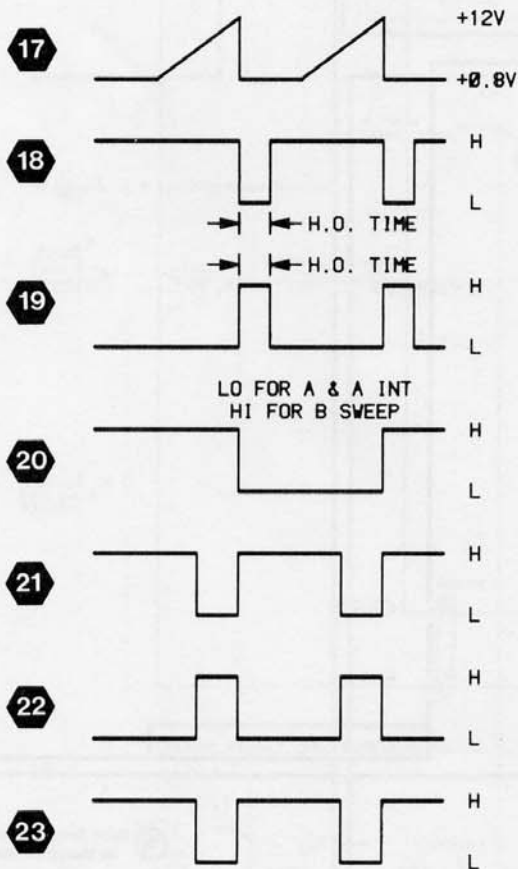 17
+12V
+0.8V
18
H
L
H.O. TIME
H.O. TIME
19
H
L
LO FOR A & A INT
HI FOR B SWEEP
20
H
L
21
H
L
22
H
L
23
H
L